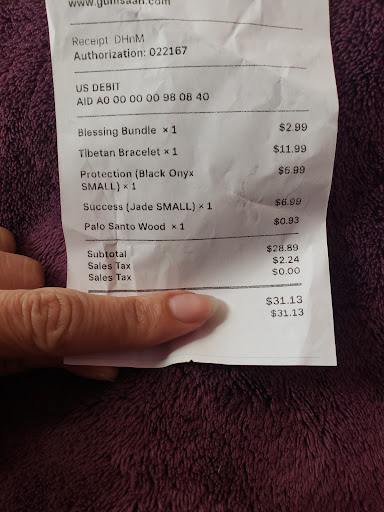 Receipt: DHnM
Authorization: 022167
US DEBIT
AID A0 00 00 00 98 08 40
Blessing Bundle × 1 $2.99
Tibetan Bracelet × 1 $11.99
Protection (Black Onyx $6.99
SMALL) × 1
Success (Jade SMALL) × 1 $6.99
Palo Santo Wood × 1 $0.93
Subtotal $28.89
Sales Tax $2.24
Sales Tax $0.00
$31.13
$31.13